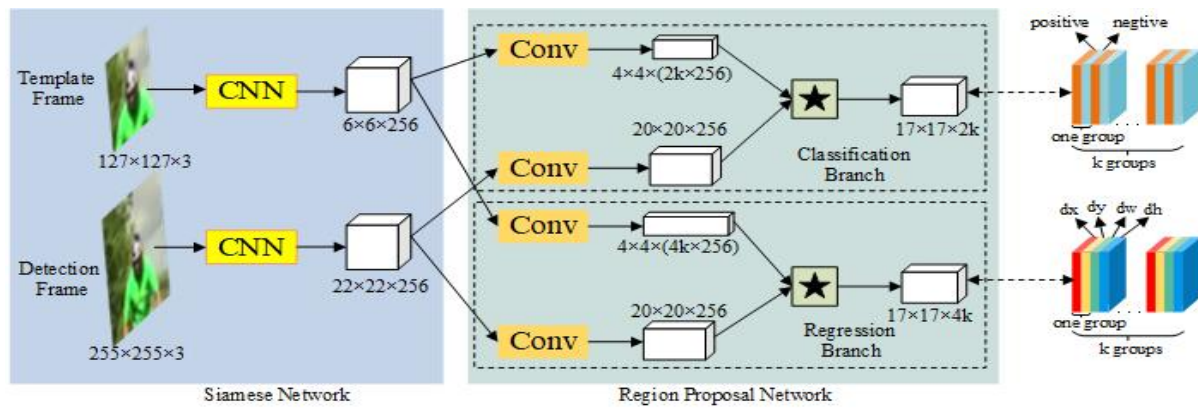 Template
Frame
CNN
6×6×256
127×127×3
Detection
Frame
CNN
22×22×256
255×255×3
Siamese Network
Conv
4×4×(2k×256)
20×20×256
Conv
17×17×2k
Classification
Branch
Conv
4×4×(4k×256)
20×20×256
Conv
17×17×4k
Regression
Branch
Region Proposal Network
positive
negtive
one group
. . . .
k groups
dx
dy
dw
dh
one group
. . . .
k groups